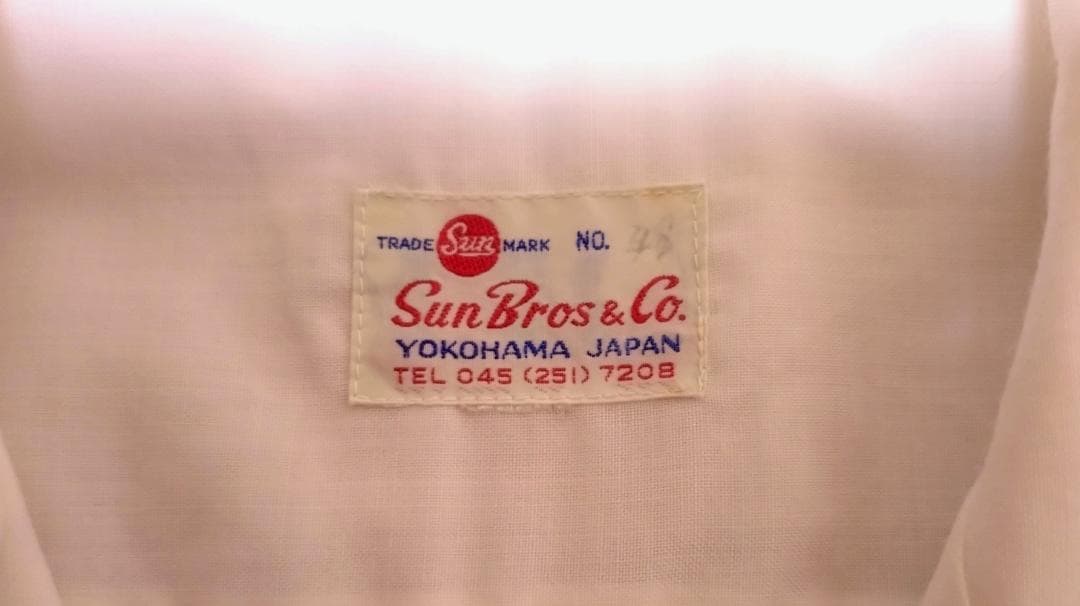 TRADE Sun MARK NO.
Sun Bros & Co.
YOKOHAMA JAPAN
TEL 045 (251) 7208